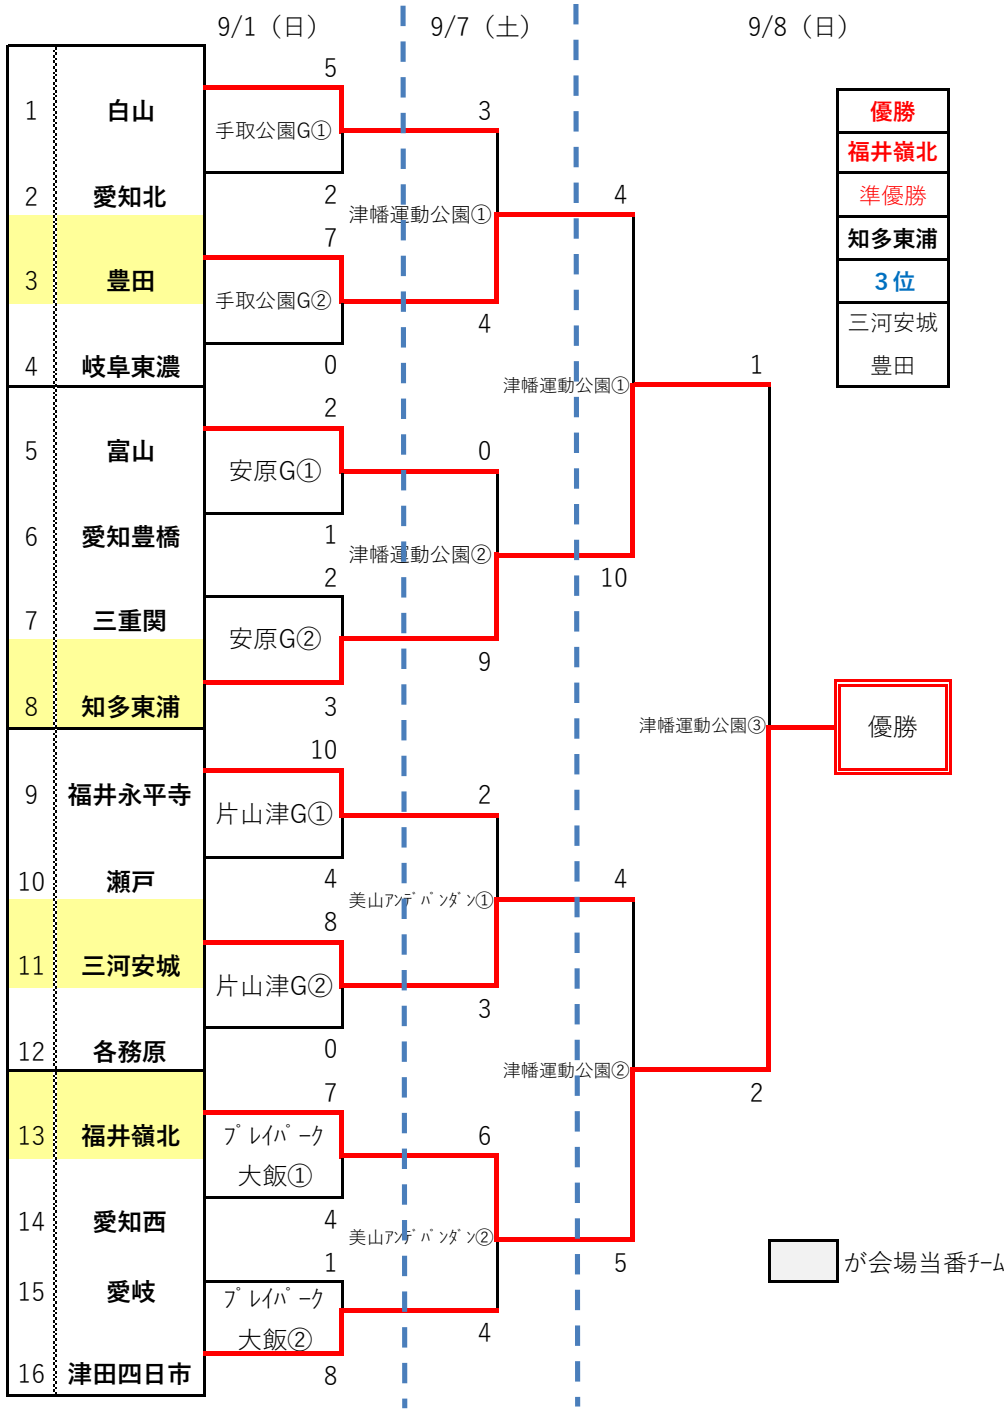 9/1（日）
9/7（土）
9/8（日）
1
白山
2
愛知北
3
豊田
4
岐阜東濃
5
富山
6
愛知豊橋
7
三重関
8
知多東浦
9
福井永平寺
10
瀬戸
11
三河安城
12
各務原
13
福井嶺北
14
愛知西
15
愛岐
16
津田四日市
5
手取公園G①
2
7
手取公園G②
0
2
安原G①
1
2
安原G②
3
10
片山津G①
4
8
片山津G②
0
7
ﾌﾟﾚｲﾊﾟｰｸ
大飯①
4
1
ﾌﾟﾚｲﾊﾟｰｸ
大飯②
8
3
津幡運動公園①
4
0
津幡運動公園②
9
2
美山ｱﾝﾃﾞﾊﾟﾝﾀﾞﾝ①
3
6
美山ｱﾝﾃﾞﾊﾟﾝﾀﾞﾝ②
4
4
津幡運動公園①
10
4
津幡運動公園②
5
1
津幡運動公園③
2
優勝
優勝
福井嶺北
準優勝
知多東浦
３位
三河安城
豊田
が会場当番ﾁｰﾑ